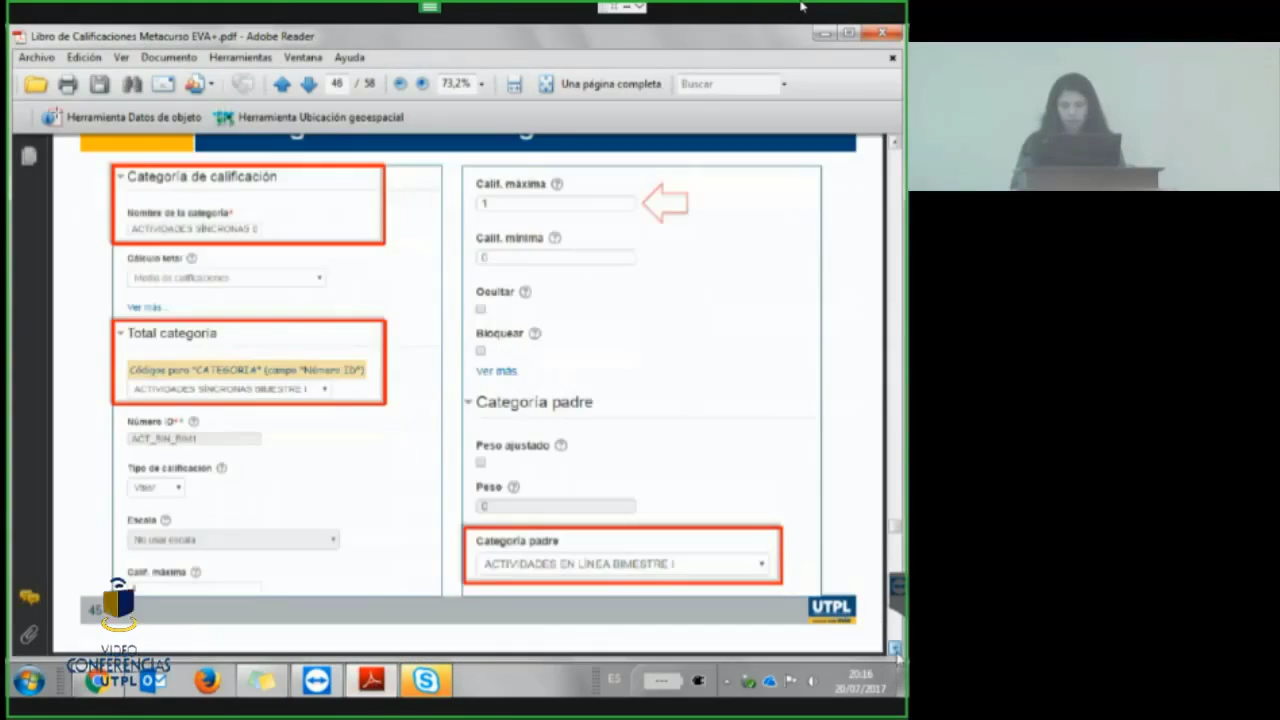 Libro de Calificaciones Metacurso EVA+.pdf - Adobe Reader
Archivo Edición Ver Documento Herramientas Ventana Ayuda
46 / 58 73,2% Una página completa Buscar
Herramienta Datos de objeto Herramienta Ubicación geoespacial
Categoría de calificación
Nombre de la categoría*
ACTIVIDADES SÍNCRONAS
Cálculo total
Media de calificaciones
Ver más...
Total categoría
Códigos para "CATEGORIA" (campo "Número ID")
ACTIVIDADES SÍNCRONAS BIMESTRE I
Número ID**
ACT_SIN_BIM1
Tipo de calificación
Valor
Escala
No usar escala
Calif. máxima
Calif. máxima
1
Calif. mínima
0
Ocultar
Bloquear
Ver más
Categoría padre
Peso ajustado
Peso
0
Categoría padre
ACTIVIDADES EN LÍNEA BIMESTRE I
45
UTPL
VIDEO
CONFERENCIAS
UTPL
ES
20:16
20/07/2017